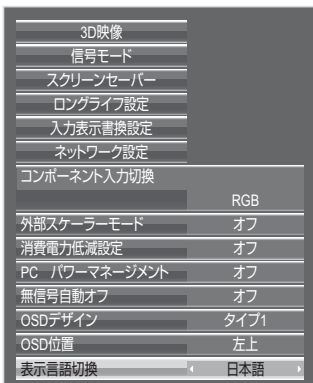 3D映像
信号モード
スクリーンセーバー
ロングライフ設定
入力表示書換設定
ネットワーク設定
コンポーネント入力切換
RGB
外部スケーラーモード オフ
消費電力低減設定 オフ
PC パワーマネージメント オフ
無信号自動オフ オフ
OSDデザイン タイプ1
OSD位置 左上
表示言語切換 日本語